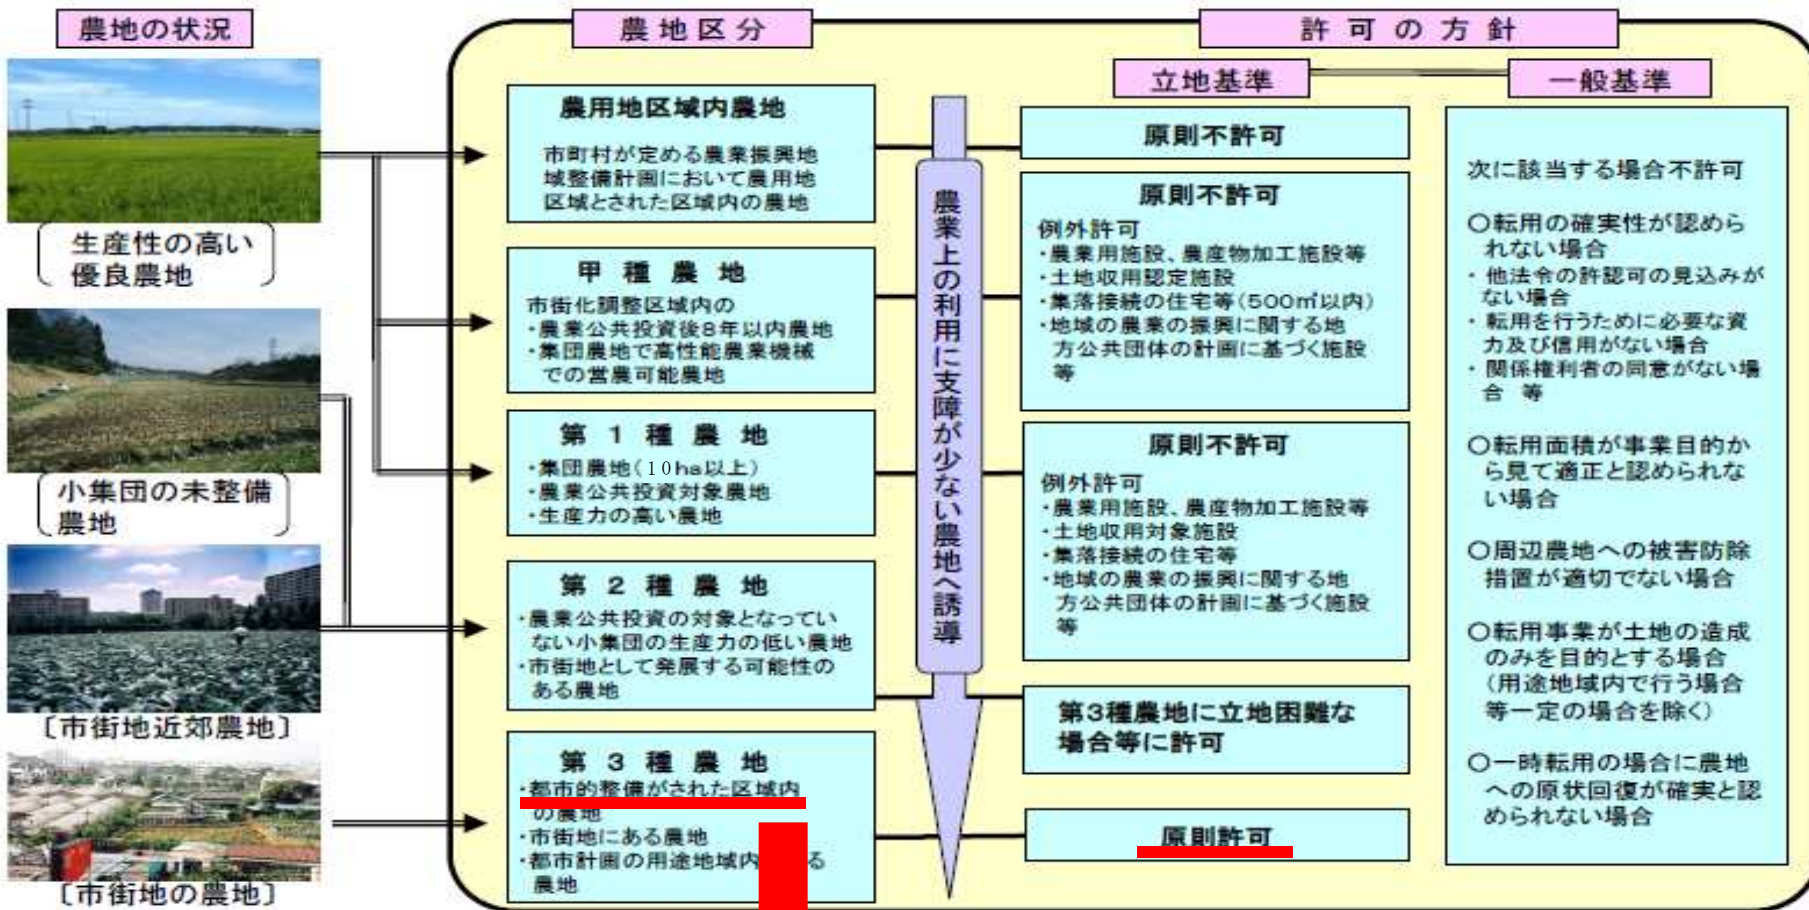 農地の状況
農地区分
許可の方針
立地基準
一般基準
生産性の高い
優良農地
小集団の未整備
農地
〔市街地近郊農地〕
〔市街地の農地〕
農用地区域内農地
市町村が定める農業振興地
域整備計画において農用地
区域とされた区域内の農地
甲種農地
市街化調整区域内の
・農業公共投資後8年以内農地
・集団農地で高性能農業機械
での営農可能農地
第1種農地
・集団農地(10ha以上)
・農業公共投資対象農地
・生産力の高い農地
第2種農地
・農業公共投資の対象となってい
ない小集団の生産力の低い農地
・市街地として発展する可能性の
ある農地
第3種農地
・都市的整備がされた区域内
の農地
・市街地にある農地
・都市計画の用途地域内 る
農地
農業上の利用に支障が少ない農地へ誘導
原則不許可
原則不許可
例外許可
・農業用施設、農産物加工施設等
・土地収用認定施設
・集落接続の住宅等(500㎡以内)
・地域の農業の振興に関する地
方公共団体の計画に基づく施設
等
原則不許可
例外許可
・農業用施設、農産物加工施設等
・土地収用対象施設
・集落接続の住宅等
・地域の農業の振興に関する地
方公共団体の計画に基づく施設
等
第3種農地に立地困難な
場合等に許可
原則許可
次に該当する場合不許可
〇転用の確実性が認めら
れない場合
・他法令の許認可の見込みが
ない場合
・転用を行うために必要な資
力及び信用がない場合
・関係権利者の同意がない場
合 等
〇転用面積が事業目的か
ら見て適正と認められな
い場合
〇周辺農地への被害防除
措置が適切でない場合
〇転用事業が土地の造成
のみを目的とする場合
(用途地域内で行う場合
等一定の場合を除く)
〇一時転用の場合に農地
への原状回復が確実と認
められない場合